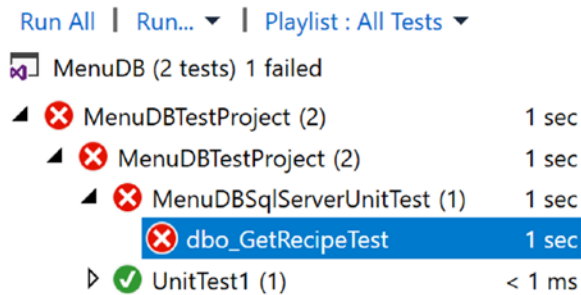 Run All | Run... | Playlist : All Tests
MenuDB (2 tests) 1 failed
MenuDBTestProject (2) 1 sec
MenuDBTestProject (2) 1 sec
MenuDBSqlServerUnitTest (1) 1 sec
dbo_GetRecipeTest 1 sec
UnitTest1 (1) < 1 ms